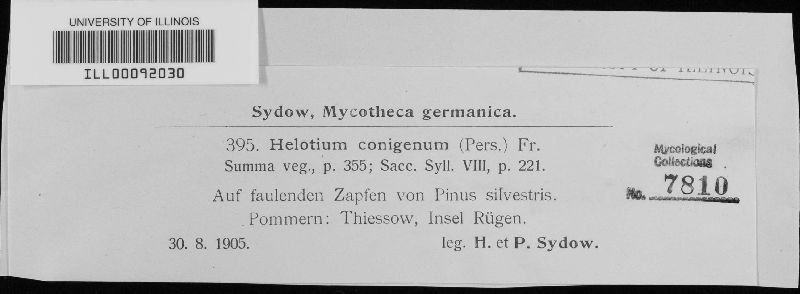 UNIVERSITY OF ILLINOIS
ILL00092030
OF ILLINOIS
Sydow, Mycotheca germanica.
395. Helotium conigenum (Pers.) Fr.
Summa veg., p. 355; Sacc. Syll. VIII, p. 221.
Auf faulenden Zapfen von Pinus silvestris.
Pommern: Thiessow, Insel Rügen.
30. 8. 1905. leg. H. et P. Sydow.
Mycological
Collections
No. 7810